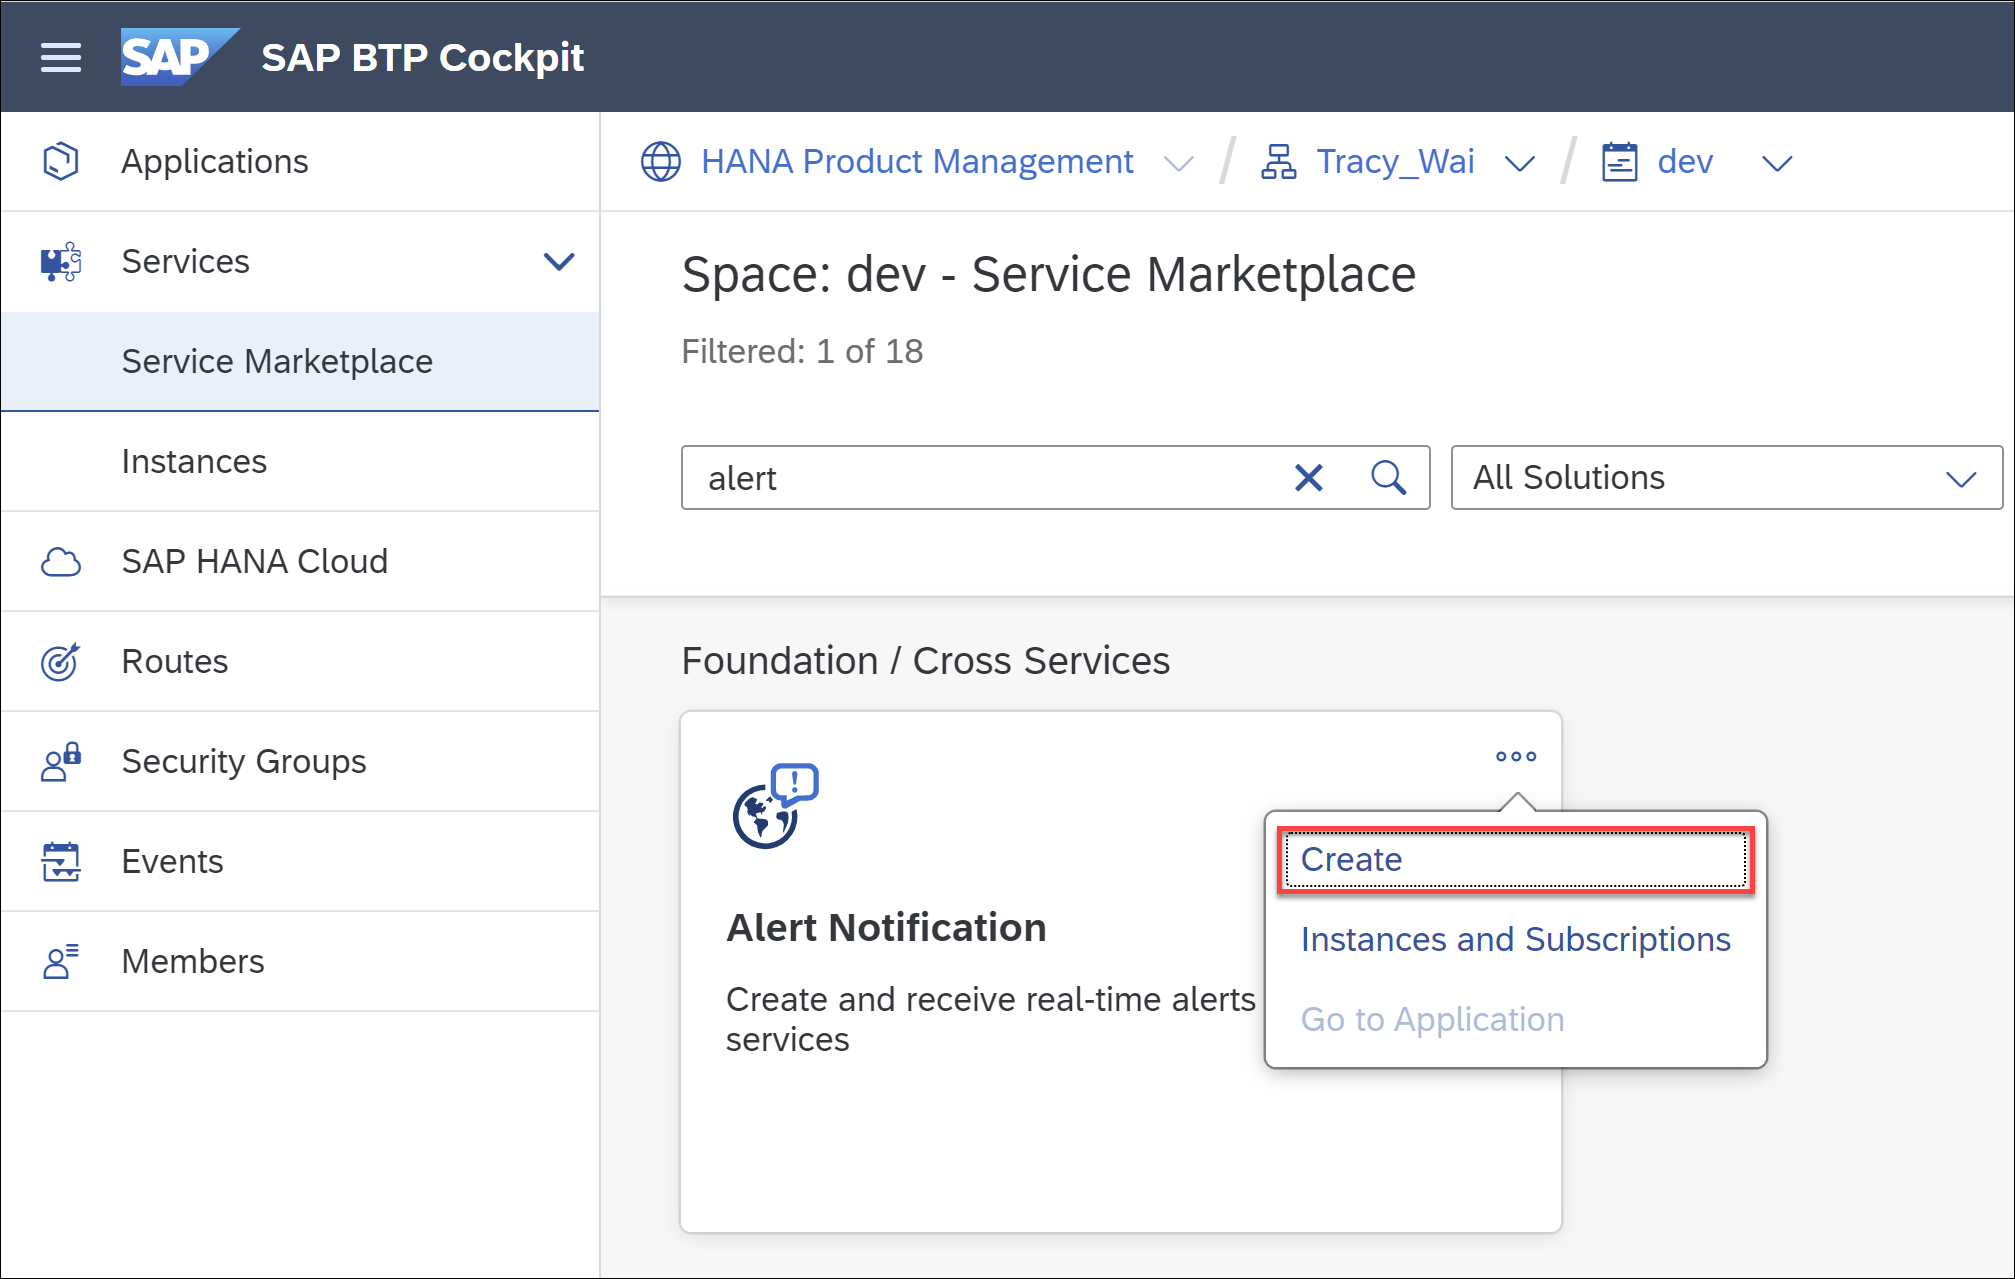 SAP SAP BTP Cockpit
Applications
Services
Service Marketplace
Instances
SAP HANA Cloud
Routes
Security Groups
Events
Members
HANA Product Management / Tracy_Wai / dev
Space: dev - Service Marketplace
Filtered: 1 of 18
alert
All Solutions
Foundation / Cross Services
Alert Notification
Create and receive real-time alerts
services
Create
Instances and Subscriptions
Go to Application